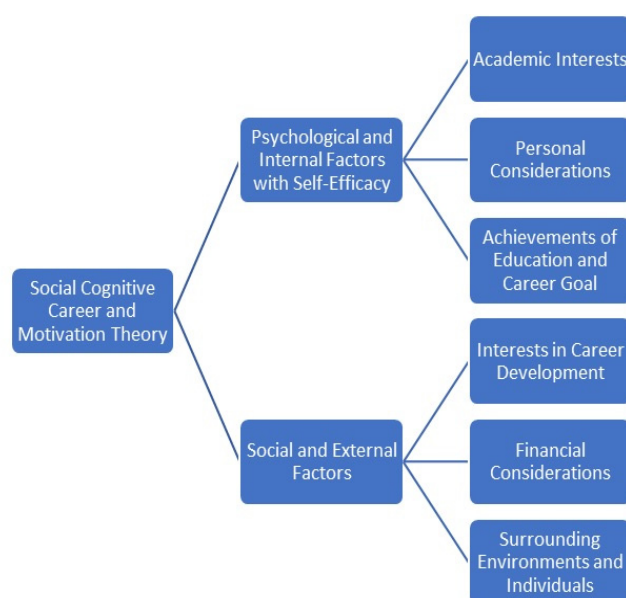 Social Cognitive
Career and
Motivation Theory
Psychological and
Internal Factors
with Self-Efficacy
Academic Interests
Personal
Considerations
Achievements of
Education and
Career Goal
Social and External
Factors
Interests in Career
Development
Financial
Considerations
Surrounding
Environments and
Individuals